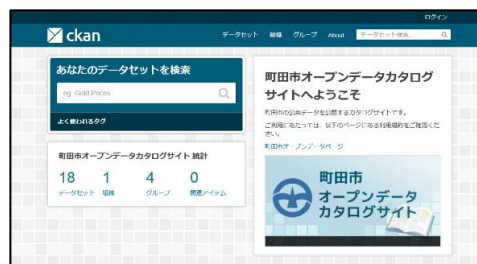 ログイン
ckan
データセット 組織 グループ About データセット検索...
あなたのデータセットを検索
eg. Gold Prices
よく使われるタグ
町田市オープンデータカタログサイト 統計
18 1 4 0
データセット 組織 グループ 関連アイテム
町田市オープンデータカタログ
サイトへようこそ
町田市の公共データを公開するカタログサイトです。
ご利用にあたっては、以下のページにある利用規約をご確認くだ
さい。
町田市オープンデータページ
町田市
オープンデータ
カタログサイト